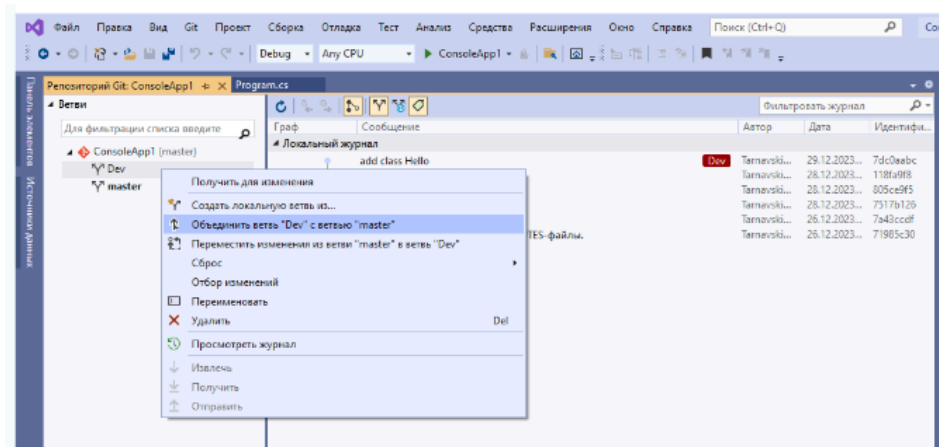 Файл Правка Вид Git Проект Сборка Отладка Тест Анализ Средства Расширения Окно Справка Поиск (Ctrl+Q) Co
Debug Any CPU ConsoleApp1
Панель элементов
Источники данных
Репозиторий Git: ConsoleApp1 Program.cs
Ветви
Для фильтрации списка введите
ConsoleApp1 (master)
Dev
master
Фильтровать журнал
Граф Сообщение Автор Дата Идентифи...
Локальный журнал
add class Hello Dev Tarnavski... 29.12.2023... 7dc0aabc
Tarnavski... 28.12.2023... 118fa9f8
Tarnavski... 28.12.2023... 805ce9f5
Tarnavski... 28.12.2023... 7517b126
Tarnavski... 26.12.2023... 7a43ccdf
TES-файлы. Tarnavski... 26.12.2023... 71985c30
Получить для изменения
Создать локальную ветвь из...
Объединить ветвь "Dev" с ветвью "master"
Переместить изменения из ветви "master" в ветвь "Dev"
Сброс
Отбор изменений
Переименовать
Удалить Del
Просмотреть журнал
Извлечь
Получить
Отправить